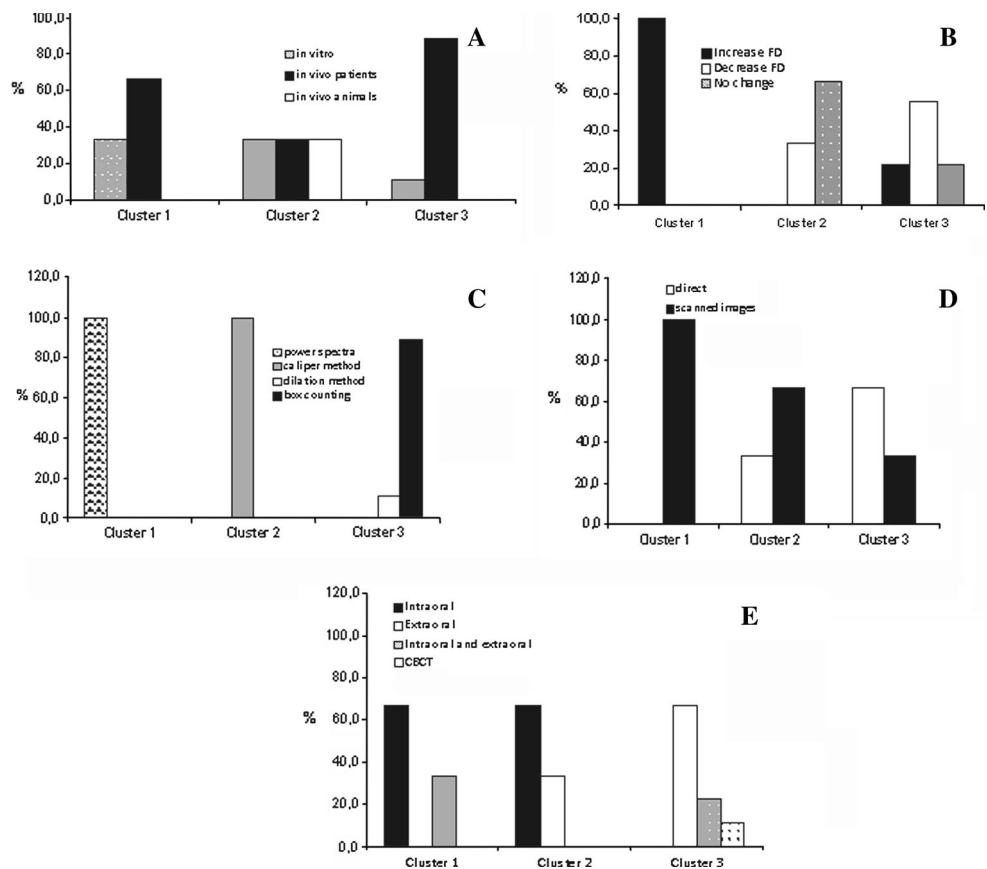 100,0
80,0
%
60,0
40,0
20,0
0,0
Cluster 1
Cluster 2
Cluster 3
in vitro
in vivo patients
in vivo animals
A
100,0
80,0
%
60,0
40,0
20,0
0,0
Cluster 1
Cluster 2
Cluster 3
Increase FD
Decrease FD
No change
B
120,0
100,0
80,0
%
60,0
40,0
20,0
0,0
Cluster 1
Cluster 2
Cluster 3
power spectra
caliper method
dilation method
box counting
C
120,0
100,0
80,0
%
60,0
40,0
20,0
0,0
Cluster 1
Cluster 2
Cluster 3
direct
scanned images
D
120,0
100,0
80,0
%
60,0
40,0
20,0
0,0
Cluster 1
Cluster 2
Cluster 3
Intraoral
Extraoral
Intraoral and extraoral
CBCT
E